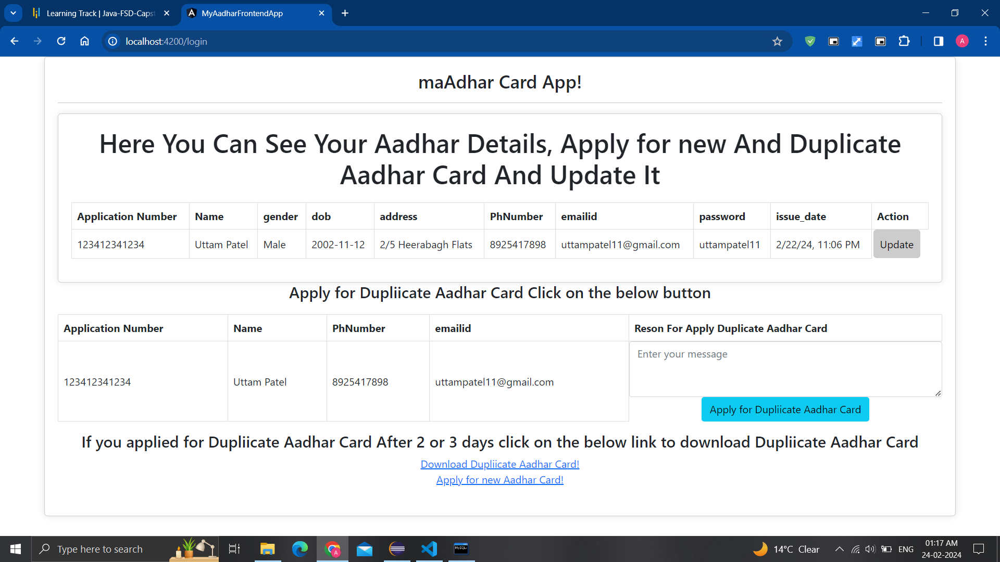 Learning Track | Java-FSD-Capst
MyAadharFrontendApp
localhost:4200/login
A
maAdhar Card App!
Here You Can See Your Aadhar Details, Apply for new And Duplicate
Aadhar Card And Update It
Application Number Name gender dob address PhNumber emailid password issue_date Action
123412341234 Uttam Patel Male 2002-11-12 2/5 Heerabagh Flats 8925417898 uttampatel11@gmail.com uttampatel11 2/22/24, 11:06 PM Update
Apply for Dupliicate Aadhar Card Click on the below button
Application Number Name PhNumber emailid Reson For Apply Duplicate Aadhar Card
Enter your message
123412341234 Uttam Patel 8925417898 uttampatel11@gmail.com
Apply for Dupliicate Aadhar Card
If you applied for Dupliicate Aadhar Card After 2 or 3 days click on the below link to download Dupliicate Aadhar Card
Download Dupliicate Aadhar Card!
Apply for new Aadhar Card!
Type here to search
A
MySQL
14°C Clear
ENG
01:17 AM
24-02-2024